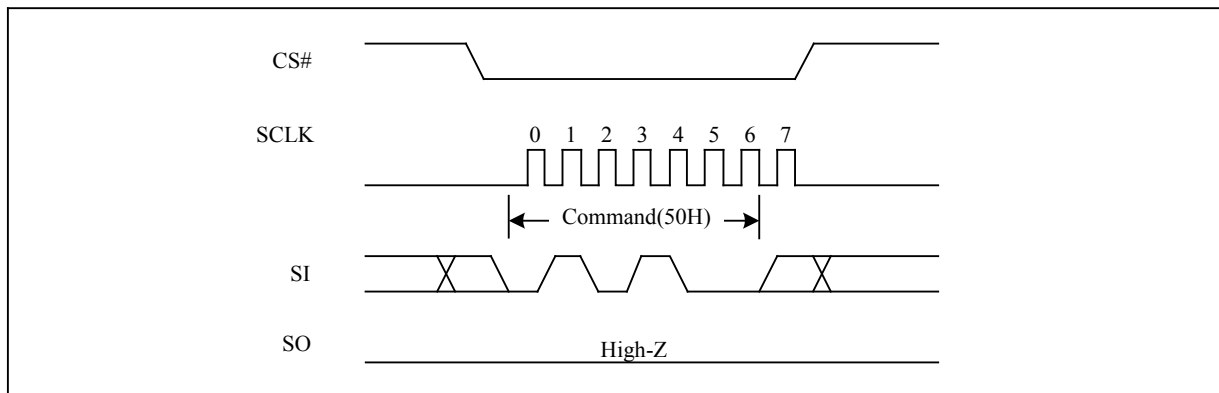 CS#
SCLK
0 1 2 3 4 5 6 7
Command(50H)
SI
SO
High-Z